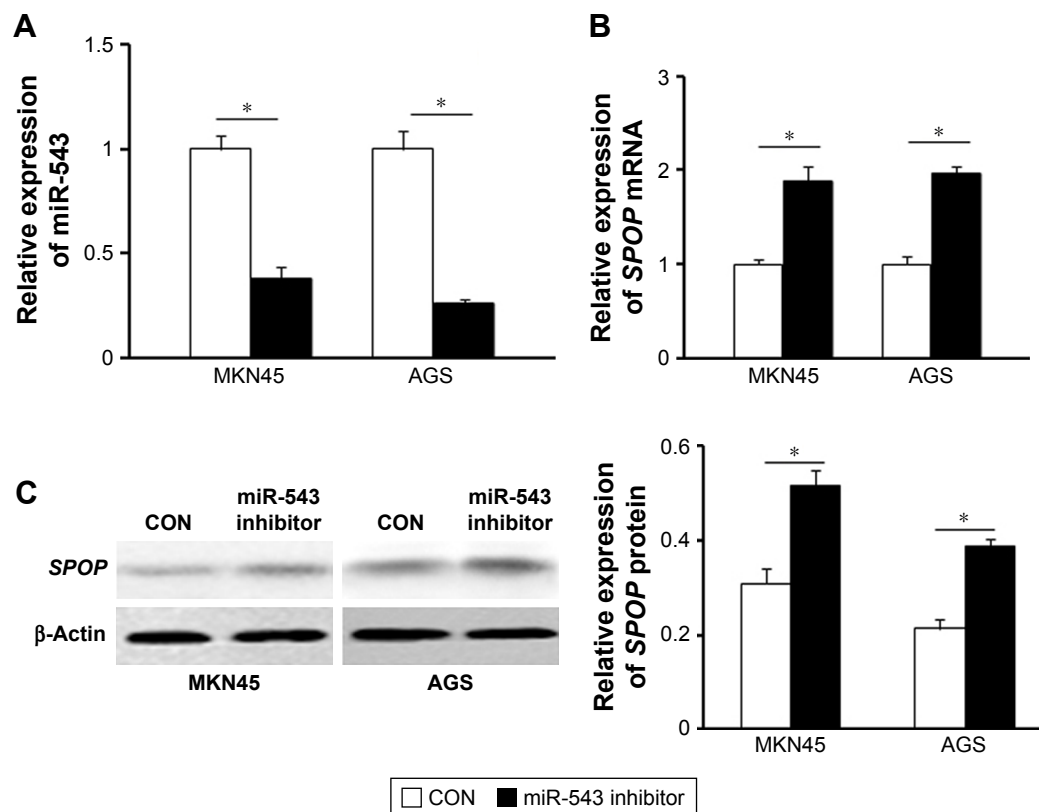 A
Relative expression
of miR-543
1.5
1
0.5
0
*
*
MKN45
AGS
B
Relative expression
of SPOP mRNA
3
2
1
0
*
*
MKN45
AGS
C
CON
miR-543
inhibitor
CON
miR-543
inhibitor
SPOP
β-Actin
MKN45
AGS
Relative expression
of SPOP protein
0.6
0.4
0.2
0
*
*
MKN45
AGS
CON
miR-543 inhibitor